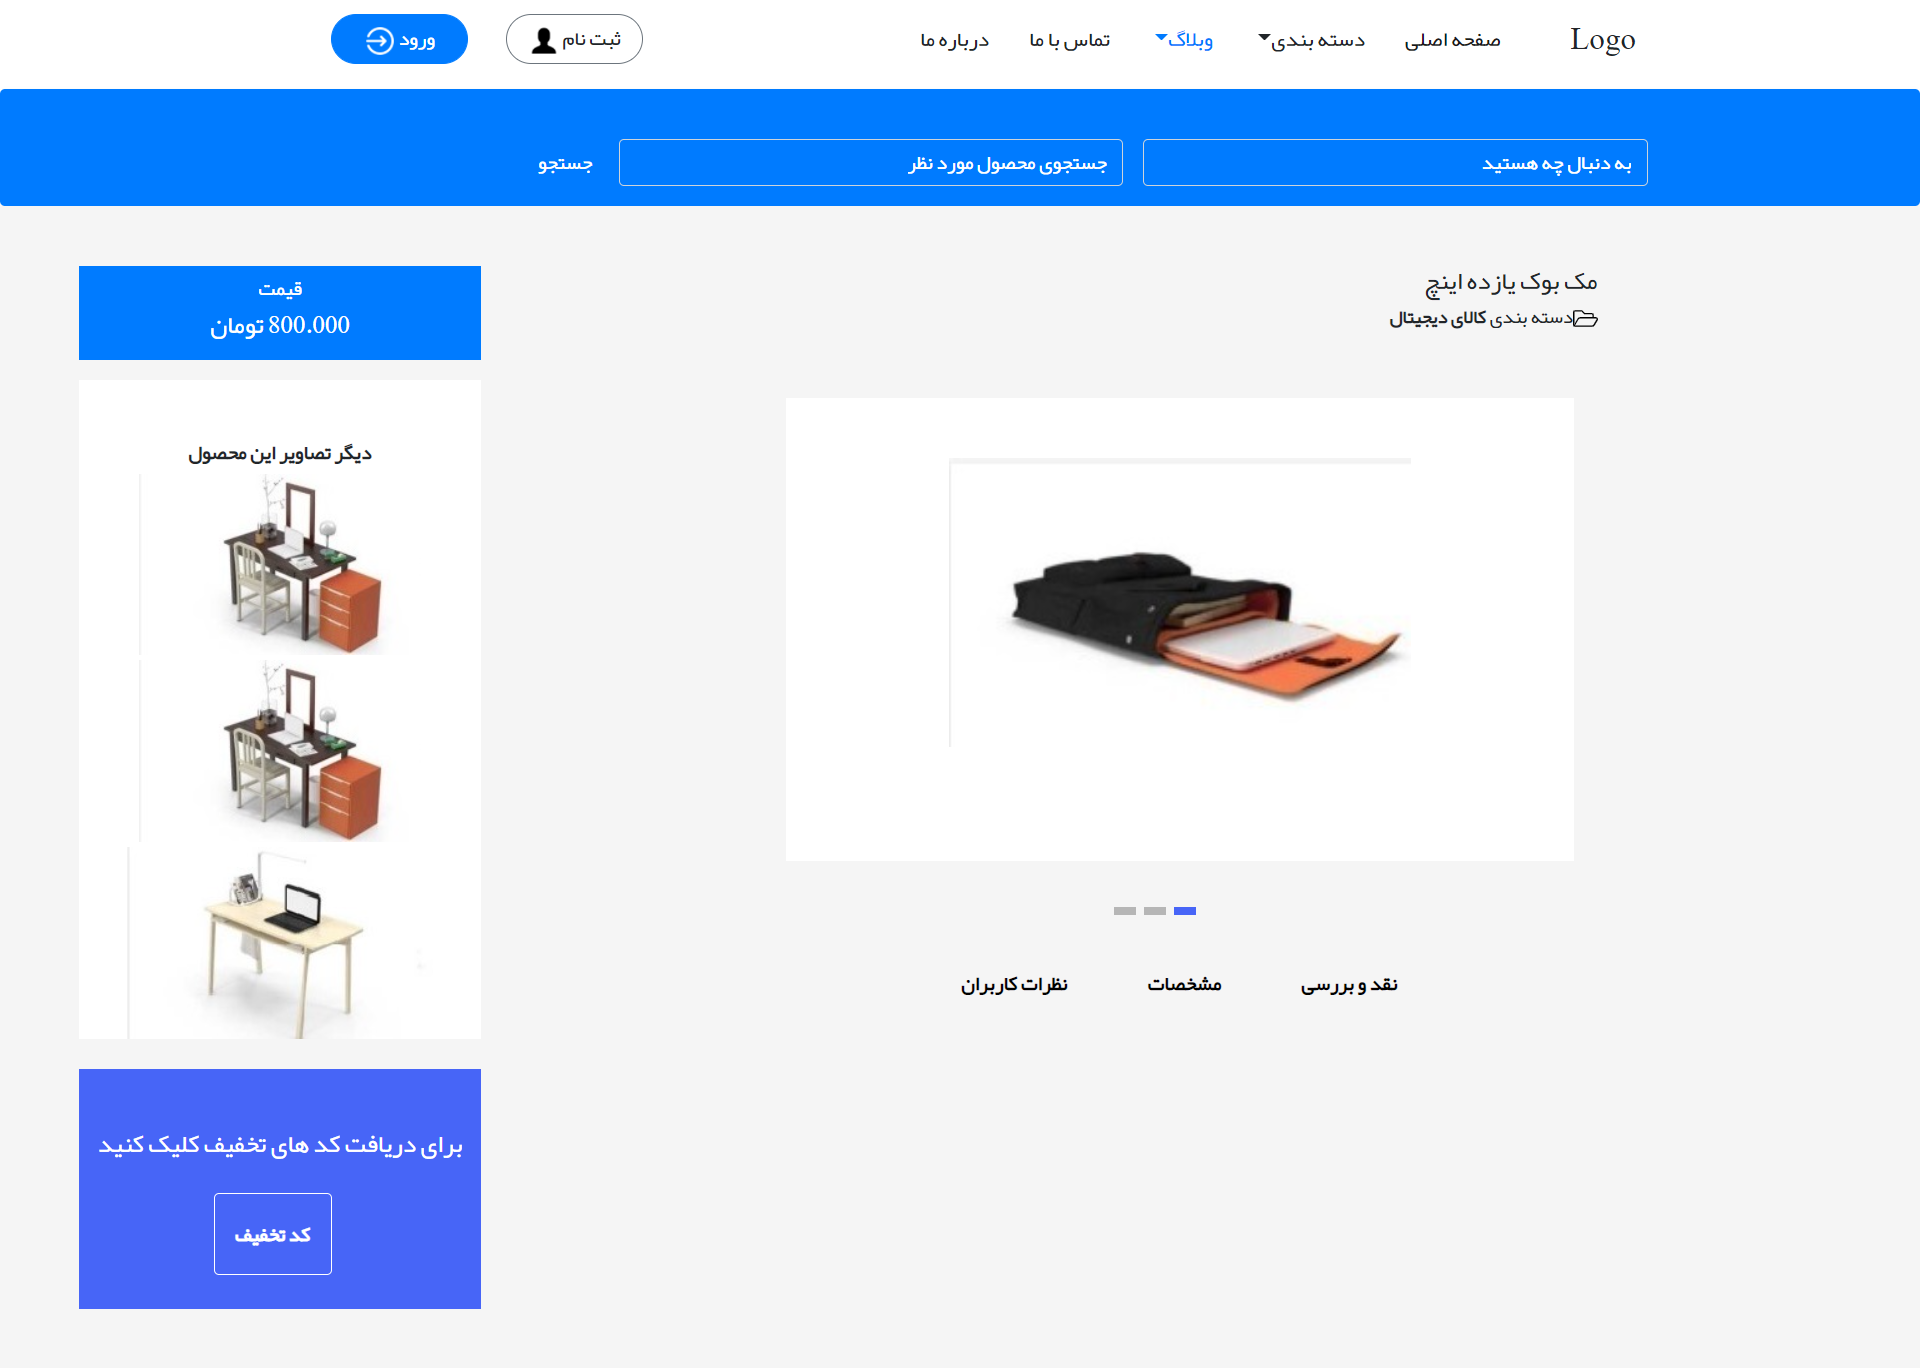 Logo
صفحه اصلی
دسته بندی
وبلاگ
تماس با ما
درباره ما
ثبت نام
ورود
به دنبال چه هستید
جستجوی محصول مورد نظر
جستجو
مک بوک یازده اینچ
دسته بندی کالای دیجیتال
نقد و بررسی
مشخصات
نظرات کاربران
قیمت
800.000 تومان
دیگر تصاویر این محصول
برای دریافت کد های تخفیف کلیک کنید
کد تخفیف